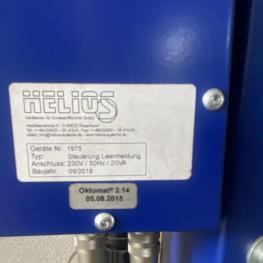 HELIOS
Gerätebau für Kunststofftechnik GmbH
Geräte Nr. 1975
Typ: Steuerung Leermeldung
Anschluss: 230V / 50Hz / 20VA
Baujahr: 09/2018
Oktomat® 2.14
05.08.2015